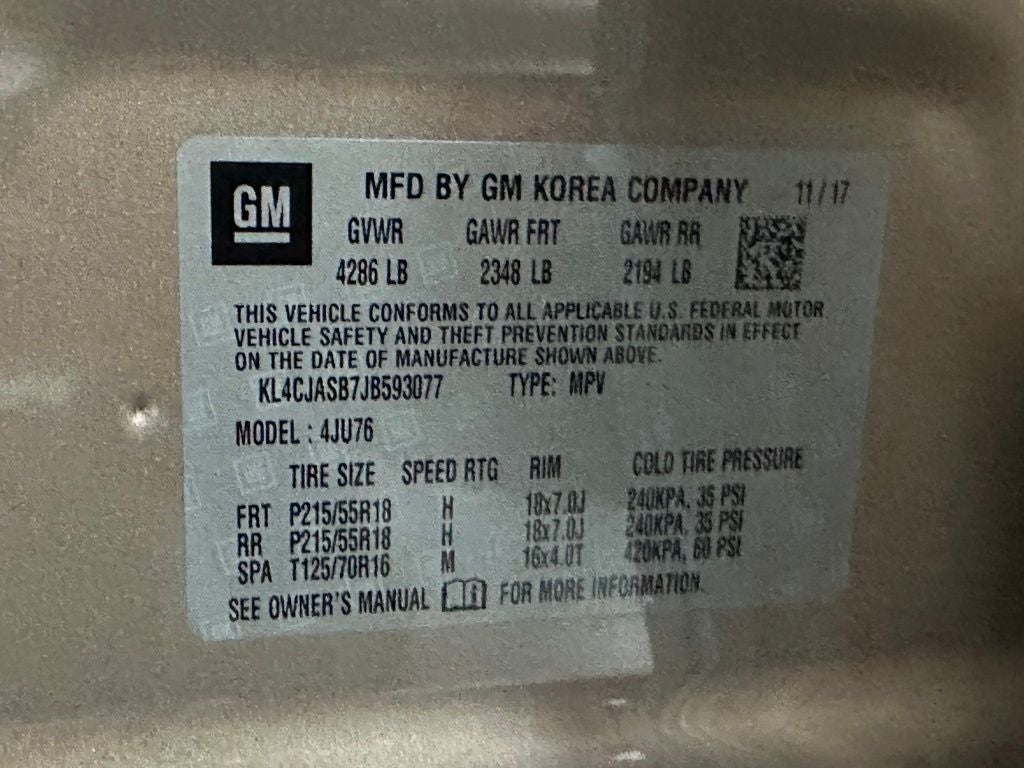 GM
MFD BY GM KOREA COMPANY 11/17
GVWR GAWR FRT GAWR RR
4286 LB 2348 LB 2194 LB
THIS VEHICLE CONFORMS TO ALL APPLICABLE U.S. FEDERAL MOTOR
VEHICLE SAFETY AND THEFT PREVENTION STANDARDS IN EFFECT
ON THE DATE OF MANUFACTURE SHOWN ABOVE.
KL4CJASB7JB593077 TYPE: MPV
MODEL : 4JU76
TIRE SIZE SPEED RTG RIM COLD TIRE PRESSURE
FRT P215/55R18 H 18x7.0J 240KPA, 35 PSI
RR P215/55R18 H 18x7.0J 240KPA, 35 PSI
SPA T125/70R16 M 16x4.0T 420KPA, 60 PSI
SEE OWNER'S MANUAL FOR MORE INFORMATION.